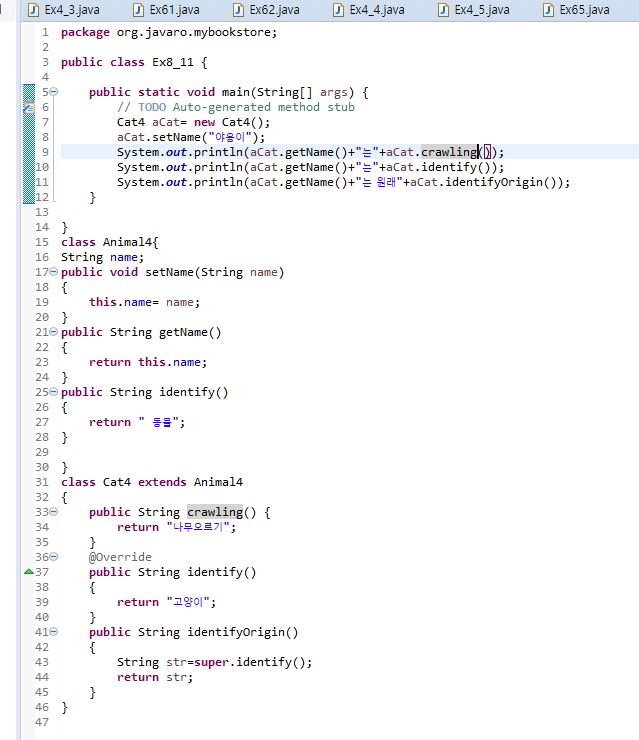 Ex4_3.java Ex61.java Ex62.java Ex4_4.java Ex4_5.java Ex65.java
1 package org.javaro.mybookstore;
2
3 public class Ex8_11 {
4
5 public static void main(String[] args) {
6 // TODO Auto-generated method stub
7 Cat4 aCat= new Cat4();
8 aCat.setName("야옹이");
9 System.out.println(aCat.getName()+"는"+aCat.crawling());
10 System.out.println(aCat.getName()+"는"+aCat.identify());
11 System.out.println(aCat.getName()+"는 원래"+aCat.identifyOrigin());
12 }
13
14 }
15 class Animal4{
16 String name;
17 public void setName(String name)
18 {
19 this.name= name;
20 }
21 public String getName()
22 {
23 return this.name;
24 }
25 public String identify()
26 {
27 return " 동물";
28 }
29
30 }
31 class Cat4 extends Animal4
32 {
33 public String crawling() {
34 return "나무오르기";
35 }
36 @Override
37 public String identify()
38 {
39 return "고양이";
40 }
41 public String identifyOrigin()
42 {
43 String str=super.identify();
44 return str;
45 }
46 }
47